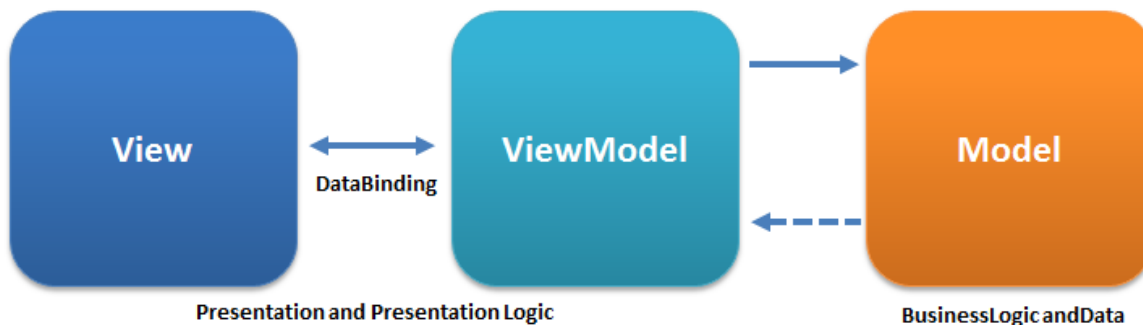 View
ViewModel
Model
DataBinding
Presentation and Presentation Logic
BusinessLogic andData